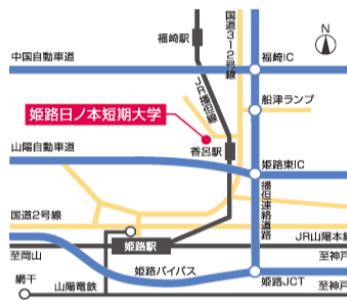 福崎駅
国道312号線
N
中国自動車道
福崎IC
JR播但線
船津ランプ
姫路日ノ本短期大学
山陽自動車道
香呂駅
姫路東IC
播但連絡道路
国道2号線
姫路駅
JR山陽本線
至岡山
至神戸
姫路バイパス
姫路JCT
網干
山陽電鉄
至神戸